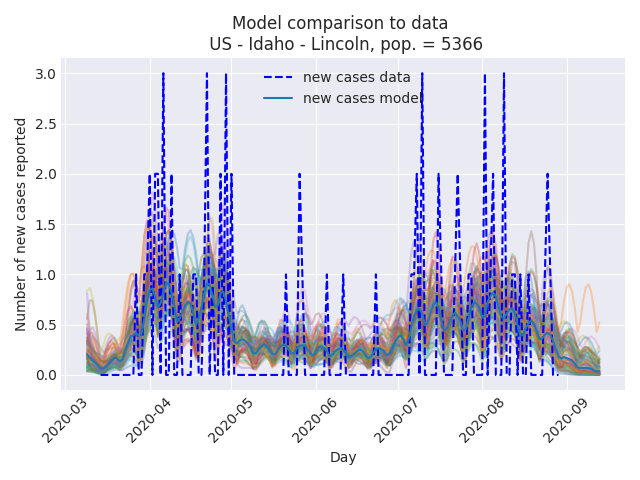 Model comparison to data
US - Idaho - Lincoln, pop. = 5366
new cases data
new cases model
Number of new cases reported
3.0
2.5
2.0
1.5
1.0
0.5
0.0
2020-03
2020-04
2020-05
2020-06
2020-07
2020-08
2020-09
Day